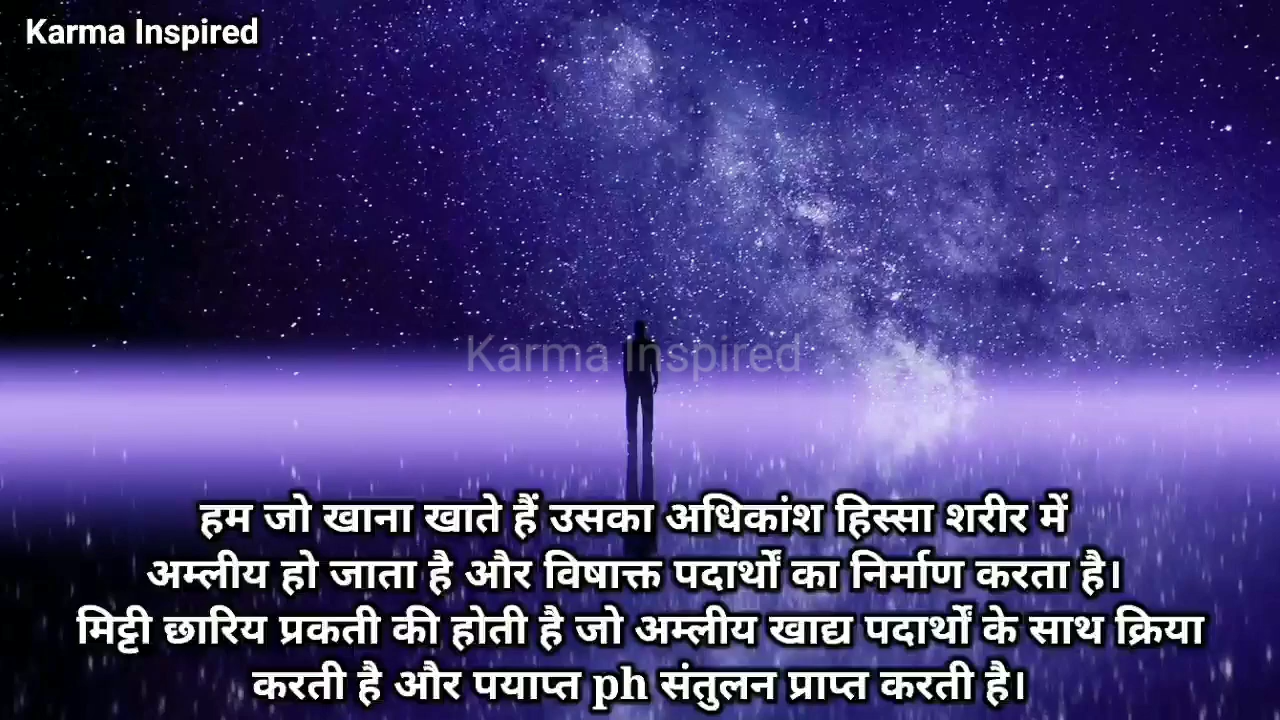 Karma Inspired
Karma Inspired
हम जो खाना खाते हैं उसका अधिकांश हिस्सा शरीर में
अम्लीय हो जाता है और विषाक्त पदार्थों का निर्माण करता है।
मिट्टी छारिय प्रकती की होती है जो अम्लीय खाद्य पदार्थों के साथ क्रिया
करती है और पयाप्त ph संतुलन प्राप्त करती है।